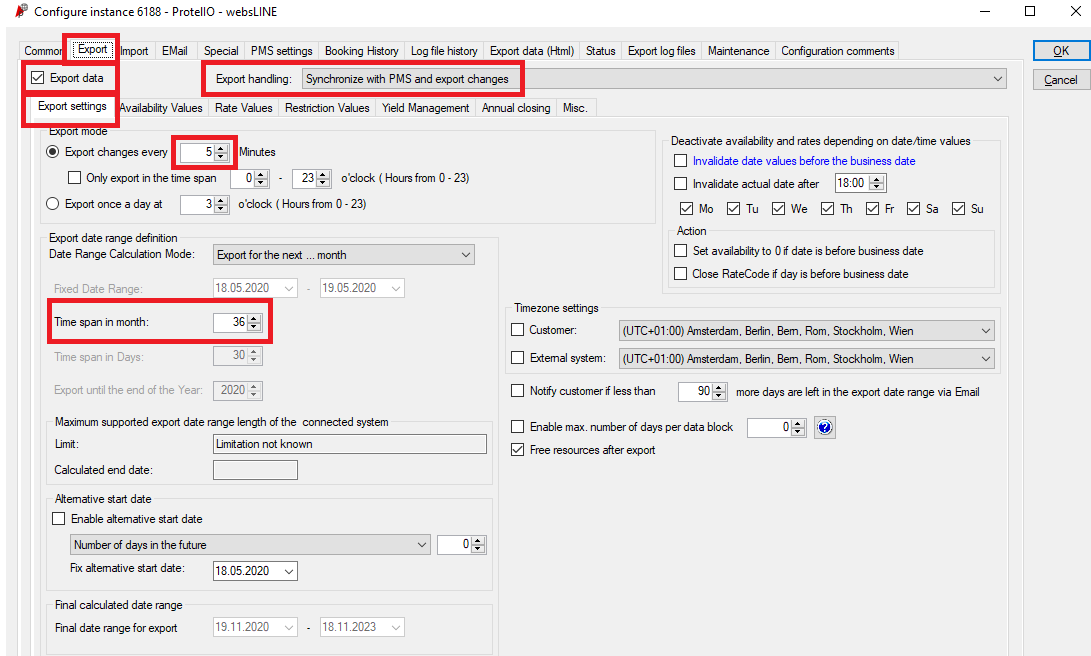 Configure instance 6188 - ProtelIO - websLINE
Common Export Import EMail Special PMS settings Booking History Log file history Export data (Html) Status Export log files Maintenance Configuration comments
OK
Cancel
Export data
Export handling: Synchronize with PMS and export changes
Export settings Availability Values Rate Values Restriction Values Yield Management Annual closing Misc.
Export mode
Export changes every 5 Minutes
Only export in the time span 0 - 23 o'clock ( Hours from 0 - 23)
Export once a day at 3 o'clock ( Hours from 0 - 23)
Export date range definition
Date Range Calculation Mode: Export for the next ... month
Fixed Date Range: 18.05.2020 - 19.05.2020
Time span in month: 36
Time span in Days: 30
Export until the end of the Year: 2020
Maximum supported export date range length of the connected system
Limit: Limitation not known
Calculated end date:
Alternative start date
Enable alternative start date
Number of days in the future 0
Fix alternative start date: 18.05.2020
Final calculated date range
Final date range for export 19.11.2020 - 18.11.2023
Deactivate availability and rates depending on date/time values
Invalidate date values before the business date
Invalidate actual date after 18:00
Mo Tu We Th Fr Sa Su
Action
Set availability to 0 if date is before business date
Close RateCode if day is before business date
Timezone settings
Customer: (UTC+01:00) Amsterdam, Berlin, Bern, Rom, Stockholm, Wien
External system: (UTC+01:00) Amsterdam, Berlin, Bern, Rom, Stockholm, Wien
Notify customer if less than 90 more days are left in the export date range via Email
Enable max. number of days per data block 0 ?
Free resources after export